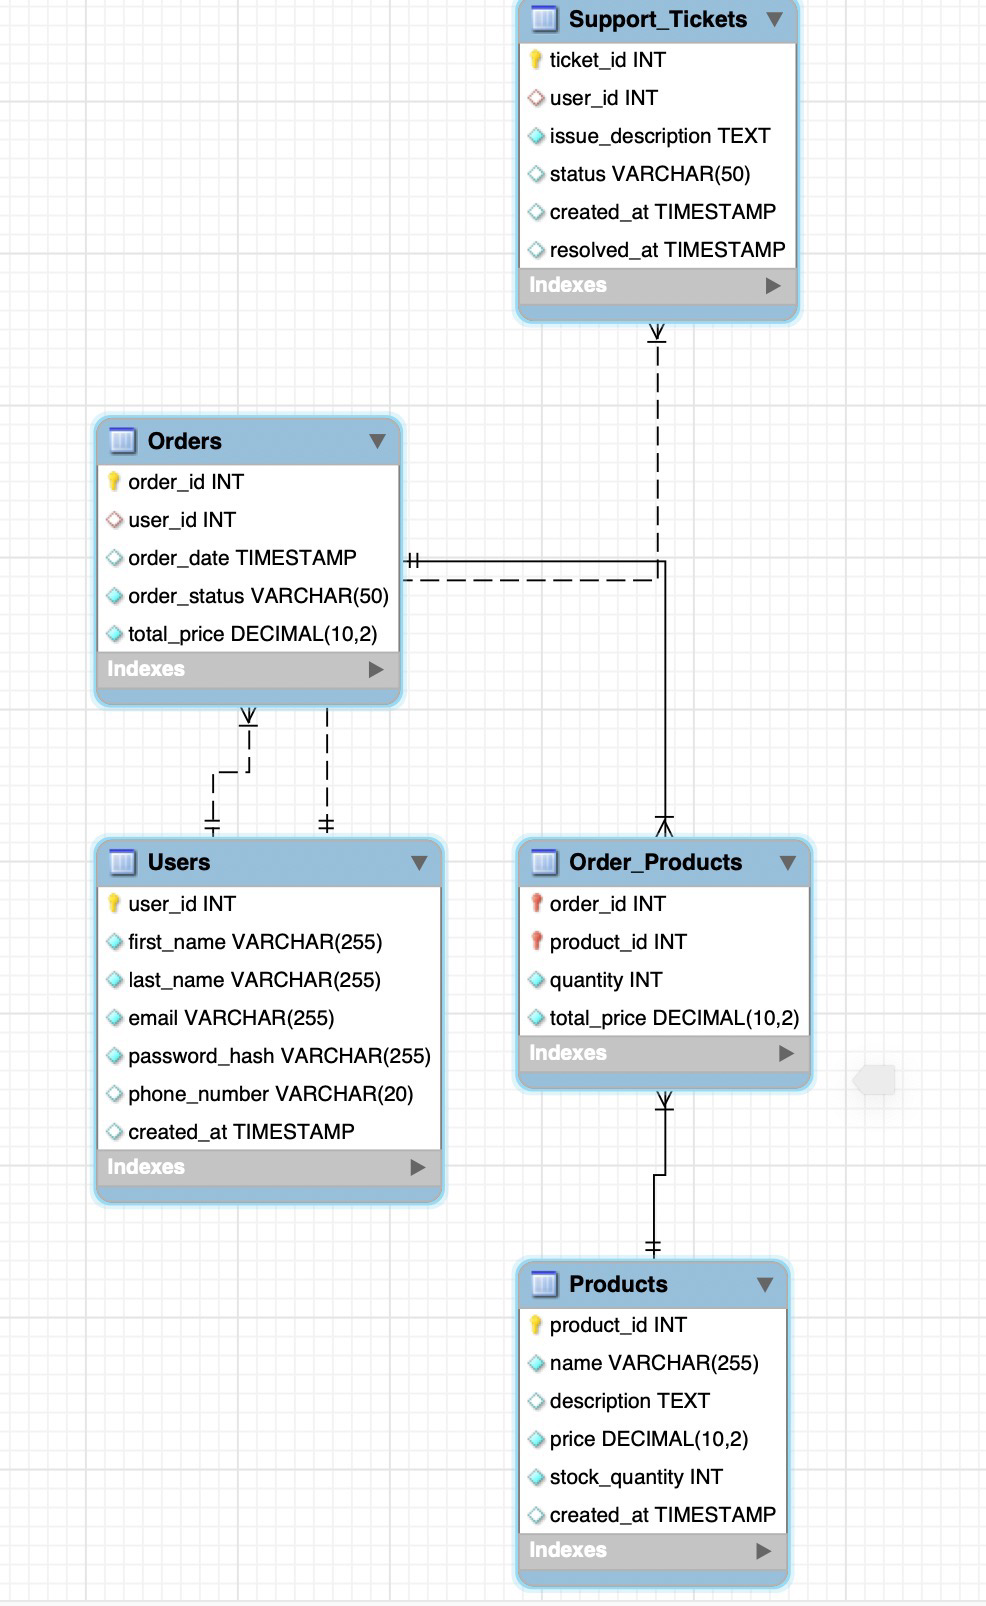 Support_Tickets
ticket_id INT
user_id INT
issue_description TEXT
status VARCHAR(50)
created_at TIMESTAMP
resolved_at TIMESTAMP
Indexes
Orders
order_id INT
user_id INT
order_date TIMESTAMP
order_status VARCHAR(50)
total_price DECIMAL(10,2)
Indexes
Users
user_id INT
first_name VARCHAR(255)
last_name VARCHAR(255)
email VARCHAR(255)
password_hash VARCHAR(255)
phone_number VARCHAR(20)
created_at TIMESTAMP
Indexes
Order_Products
order_id INT
product_id INT
quantity INT
total_price DECIMAL(10,2)
Indexes
Products
product_id INT
name VARCHAR(255)
description TEXT
price DECIMAL(10,2)
stock_quantity INT
created_at TIMESTAMP
Indexes